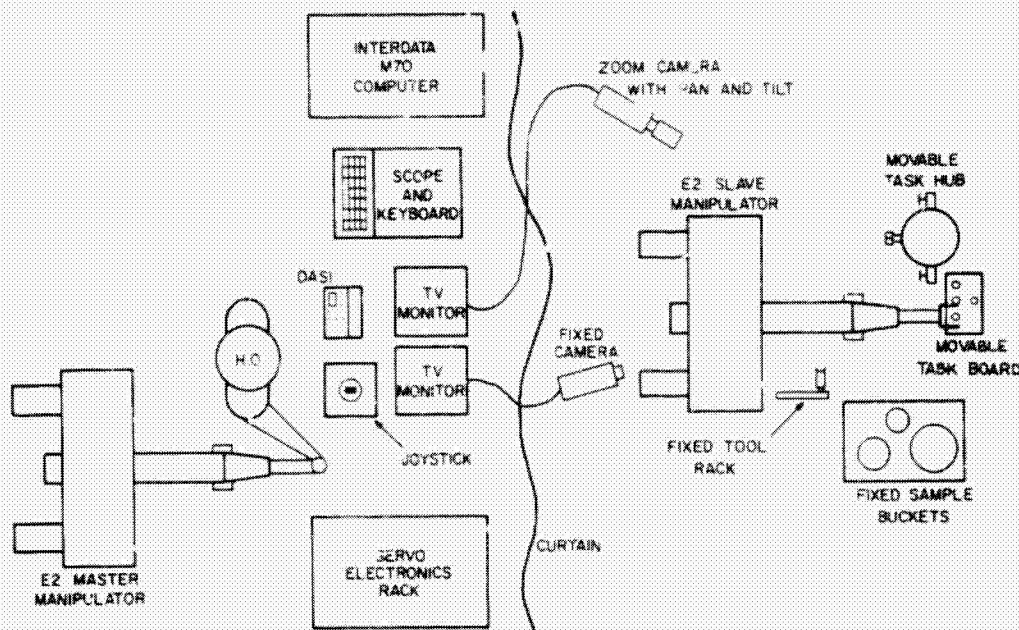 INTERDATA
M70
COMPUTER
ZOOM CAMERA
WITH PAN AND TILT
SCOPE
AND
KEYBOARD
MOVABLE
TASK HUB
E2 SLAVE
MANIPULATOR
DASI
TV
MONITOR
H.O
FIXED
CAMERA
TV
MONITOR
MOVABLE
TASK BOARD
JOYSTICK
FIXED TOOL
RACK
FIXED SAMPLE
BUCKETS
CURTAIN
SERVO
ELECTRONICS
RACK
E2 MASTER
MANIPULATOR